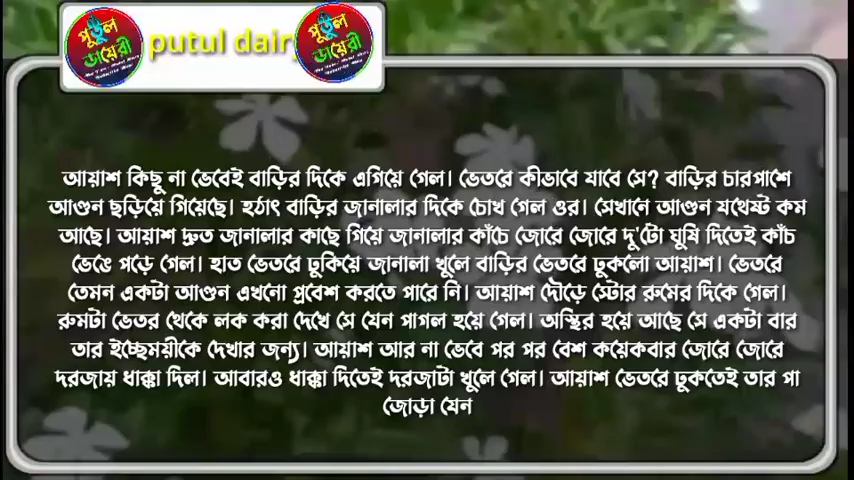 পুতুল ডায়েরী
putul dairy
পুতুল ডায়েরী
আয়াশ কিছু না ভেবেই বাড়ির দিকে এগিয়ে গেল। ভেতরে কীভাবে যাবে সে? বাড়ির চারপাশে
আগুন ছড়িয়ে গিয়েছে। হঠাৎ বাড়ির জানালার দিকে চোখ গেল ওর। সেখানে আগুন যথেষ্ট কম
আছে। আয়াশ দ্রুত জানালার কাছে গিয়ে জানালার কাঁচে জোরে জোরে দু'টো ঘুষি দিতেই কাঁচ
ভেঙে পড়ে গেল। হাত ভেতরে ঢুকিয়ে জানালা খুলে বাড়ির ভেতরে ঢুকলো আয়াশ। ভেতরে
তেমন একটা আগুন এখনো প্রবেশ করতে পারে নি। আয়াশ দৌড়ে স্টোর রুমের দিকে গেল।
রুমটা ভেতর থেকে লক করা দেখে সে যেন পাগল হয়ে গেল। অস্থির হয়ে আছে সে একটা বার
তার ইচ্ছেময়ীকে দেখার জন্য। আয়াশ আর না ভেবে পর পর বেশ কয়েকবার জোরে জোরে
দরজায় ধাক্কা দিল। আবারও ধাক্কা দিতেই দরজাটা খুলে গেল। আয়াশ ভেতরে ঢুকতেই তার পা
জোড়া যেন